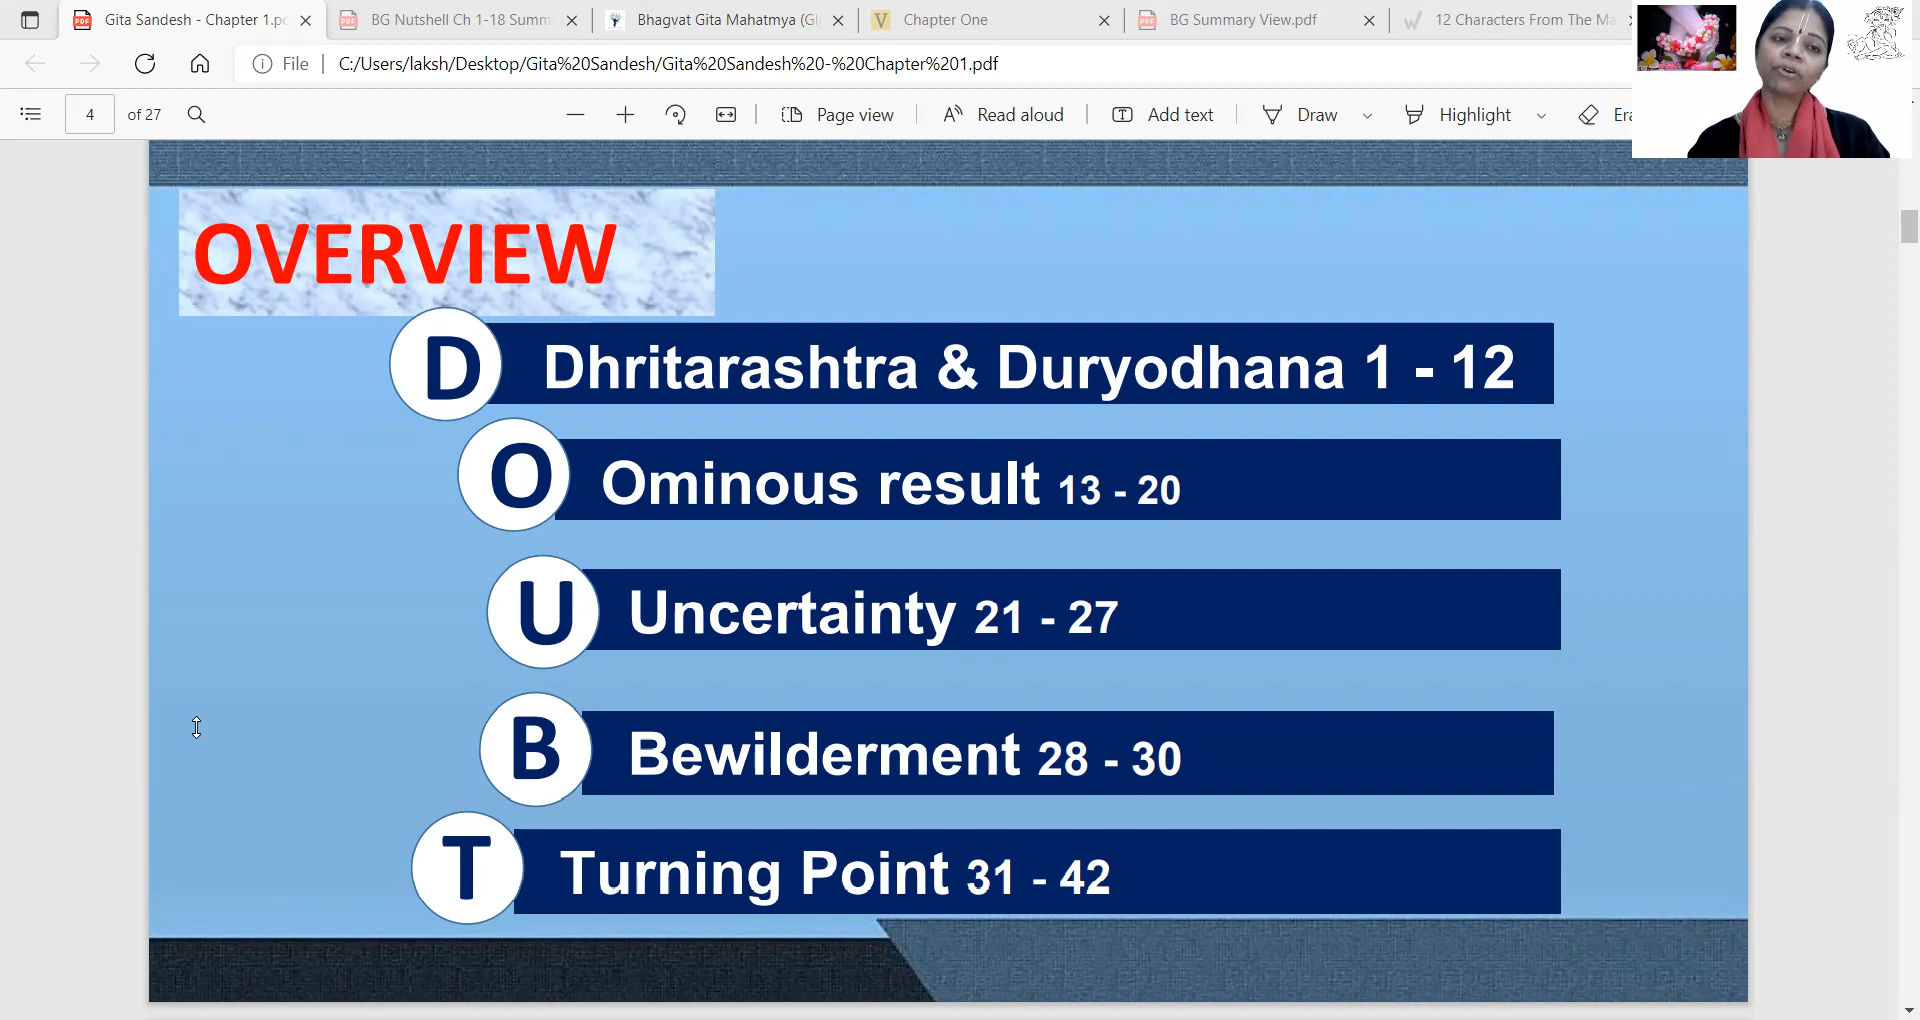 Gita Sandesh - Chapter 1.pc
BG Nutshell Ch 1-18 Summ
Bhagvat Gita Mahatmya (Gl
Chapter One
BG Summary View.pdf
12 Characters From The Ma
File
C:/Users/laksh/Desktop/Gita%20Sandesh/Gita%20Sandesh%20-%20Chapter%201.pdf
4 of 27
Page view
Read aloud
Add text
Draw
Highlight
Era
OVERVIEW
D Dhritarashtra & Duryodhana 1 - 12
O Ominous result 13 - 20
U Uncertainty 21 - 27
B Bewilderment 28 - 30
T Turning Point 31 - 42